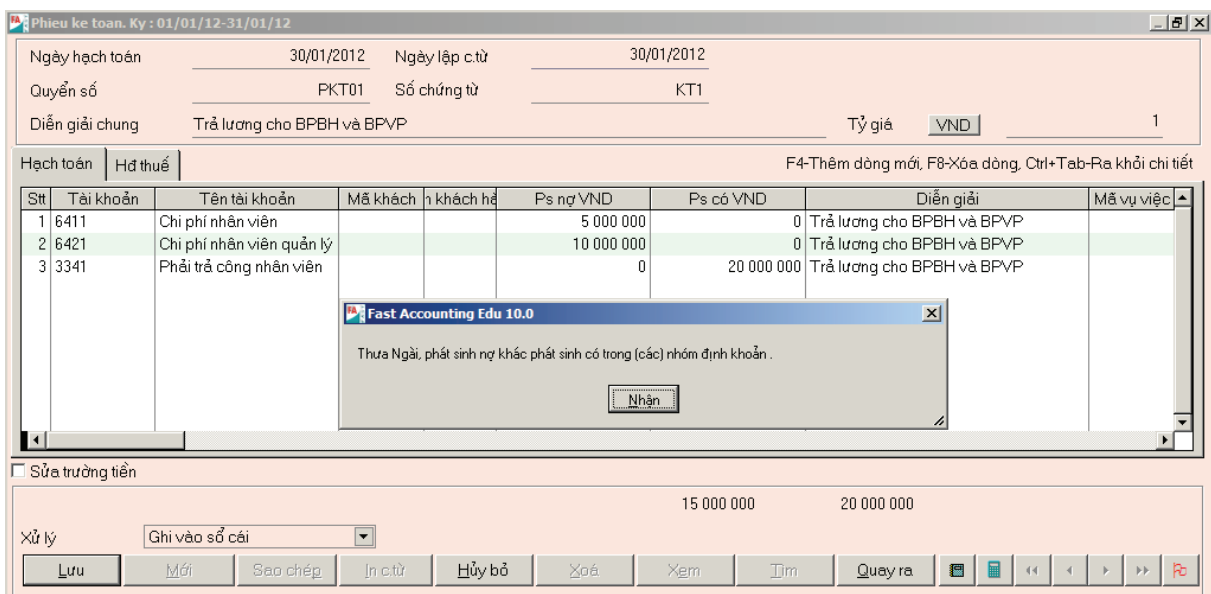 Phieu ke toan. Ky : 01/01/12-31/01/12
Ngày hạch toán 30/01/2012 Ngày lập c.từ 30/01/2012
Quyển số PKT01 Số chứng từ KT1
Diễn giải chung Trả lương cho BPBH và BPVP Tỷ giá VND 1
Hạch toán Hđ thuế F4-Thêm dòng mới, F8-Xóa dòng, Ctrl+Tab-Ra khỏi chi tiết
Stt Tài khoản Tên tài khoản Mã khách khách hà Ps nợ VND Ps có VND Diễn giải Mã vụ việc
1 6411 Chi phí nhân viên 5 000 000 0 Trả lương cho BPBH và BPVP
2 6421 Chi phí nhân viên quản lý 10 000 000 0 Trả lương cho BPBH và BPVP
3 3341 Phải trả công nhân viên 0 20 000 000 Trả lương cho BPBH và BPVP
Fast Accounting Edu 10.0
Thưa Ngài, phát sinh nợ khác phát sinh có trong (các) nhóm định khoản .
Nhận
Sửa trường tiền
15 000 000 20 000 000
Xử lý Ghi vào sổ cái
Lưu Mới Sao chép In c.từ Hủy bỏ Xoá Xem Tìm Quay ra